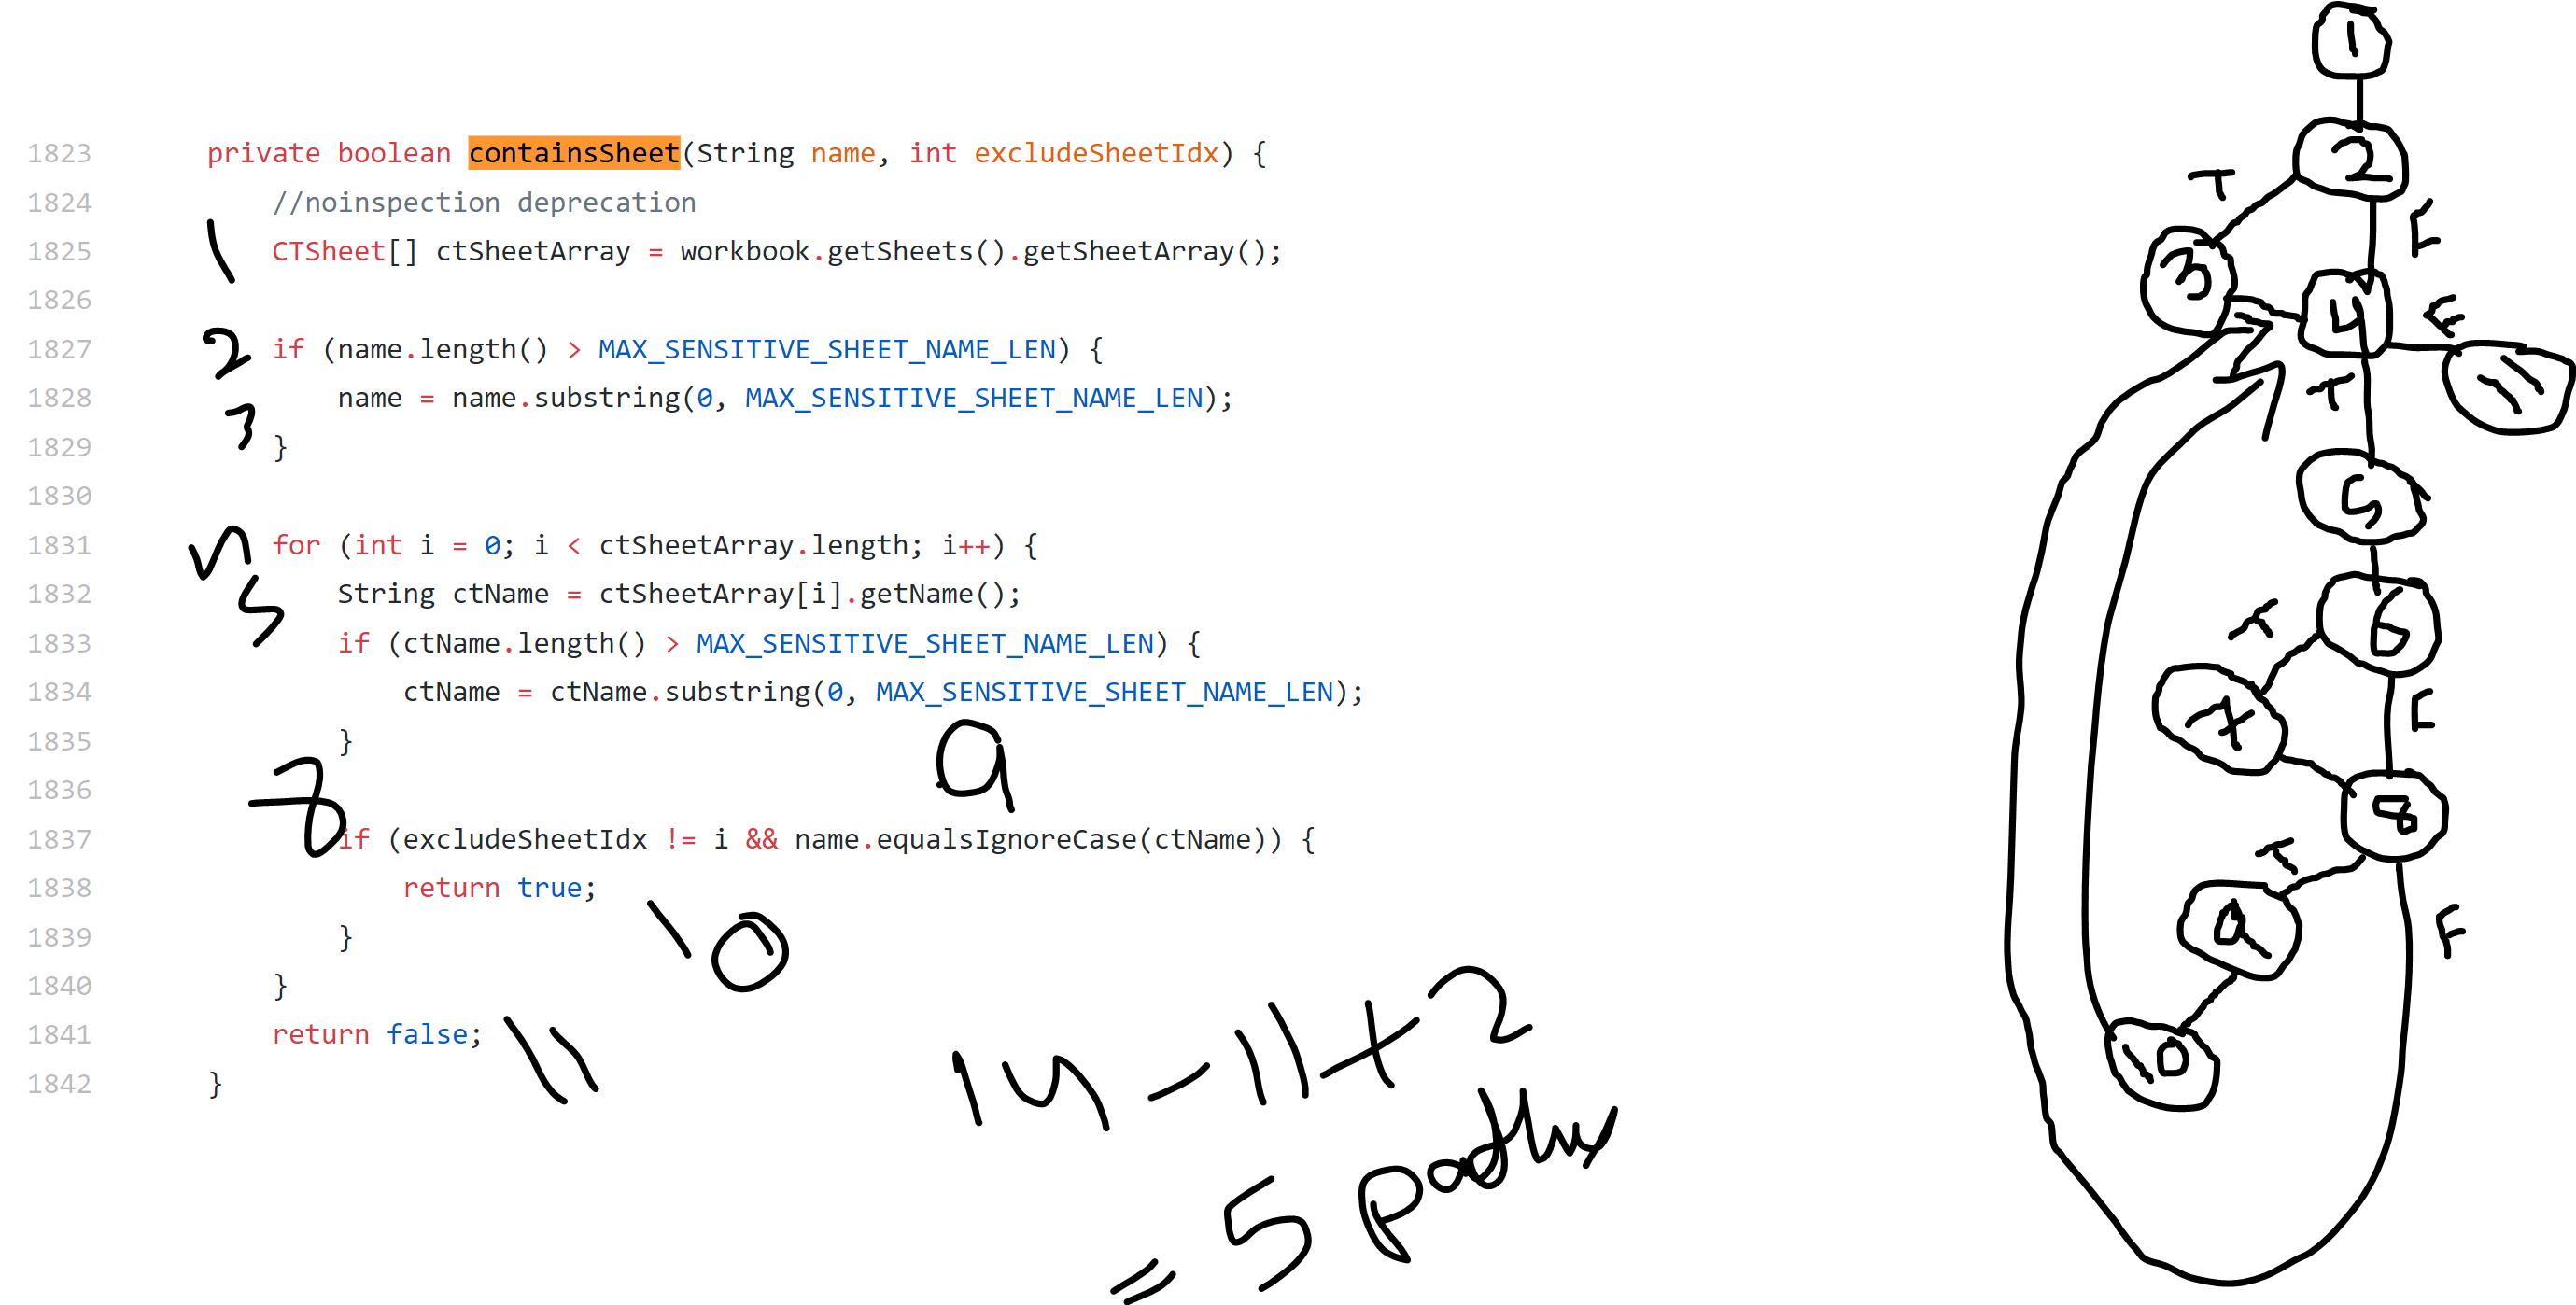 1823 private boolean containsSheet(String name, int excludeSheetIdx) {
1824 //noinspection deprecation
1 1825 CTSheet[] ctSheetArray = workbook.getSheets().getSheetArray();
1826
2 1827 if (name.length() > MAX_SENSITIVE_SHEET_NAME_LEN) {
3 1828 name = name.substring(0, MAX_SENSITIVE_SHEET_NAME_LEN);
1829 }
1830
4 1831 for (int i = 0; i < ctSheetArray.length; i++) {
5 1832 String ctName = ctSheetArray[i].getName();
1833 if (ctName.length() > MAX_SENSITIVE_SHEET_NAME_LEN) {
1834 ctName = ctName.substring(0, MAX_SENSITIVE_SHEET_NAME_LEN);
1835 }
9
1836
8 1837 if (excludeSheetIdx != i && name.equalsIgnoreCase(ctName)) {
1838 return true;
10
1839 }
1840 }
1841 return false; 11
1842 }
14 - 11 + 2
= 5 paths
1
2
T
F
3
4
F
11
T
5
6
T
F
7
8
T
F
9
10